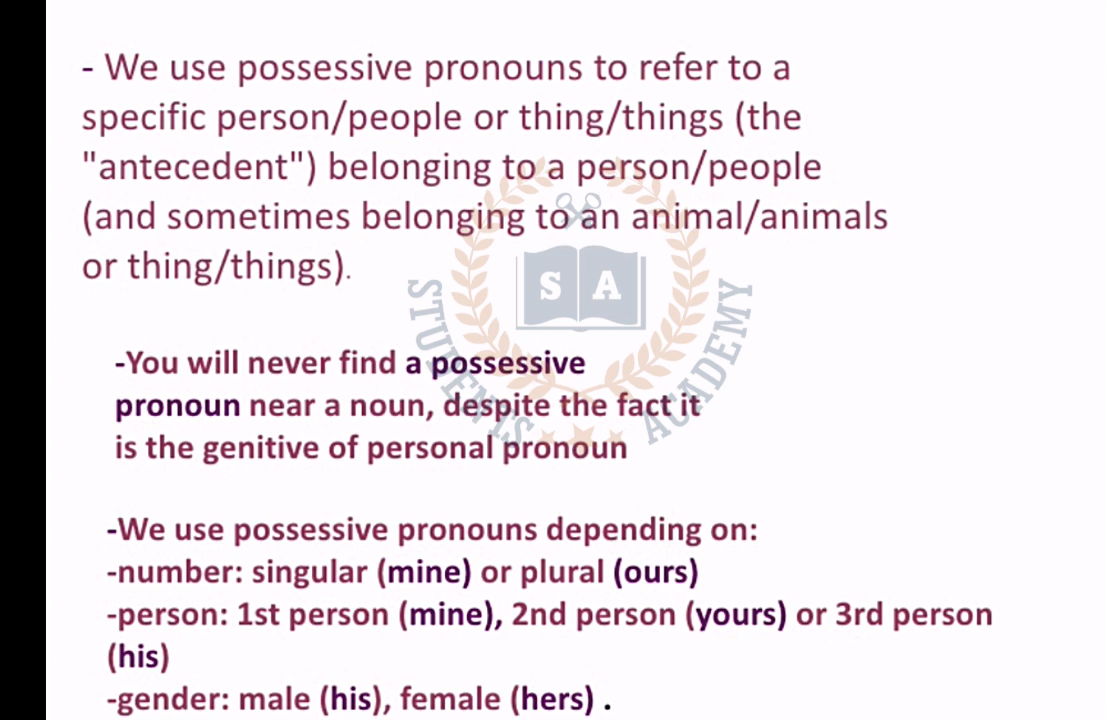 - We use possessive pronouns to refer to a
specific person/people or thing/things (the
"antecedent") belonging to a person/people
(and sometimes belonging to an animal/animals
or thing/things).
S A
STUDENTS ACADEMY
-You will never find a possessive
pronoun near a noun, despite the fact it
is the genitive of personal pronoun
-We use possessive pronouns depending on:
-number: singular (mine) or plural (ours)
-person: 1st person (mine), 2nd person (yours) or 3rd person
(his)
-gender: male (his), female (hers) .